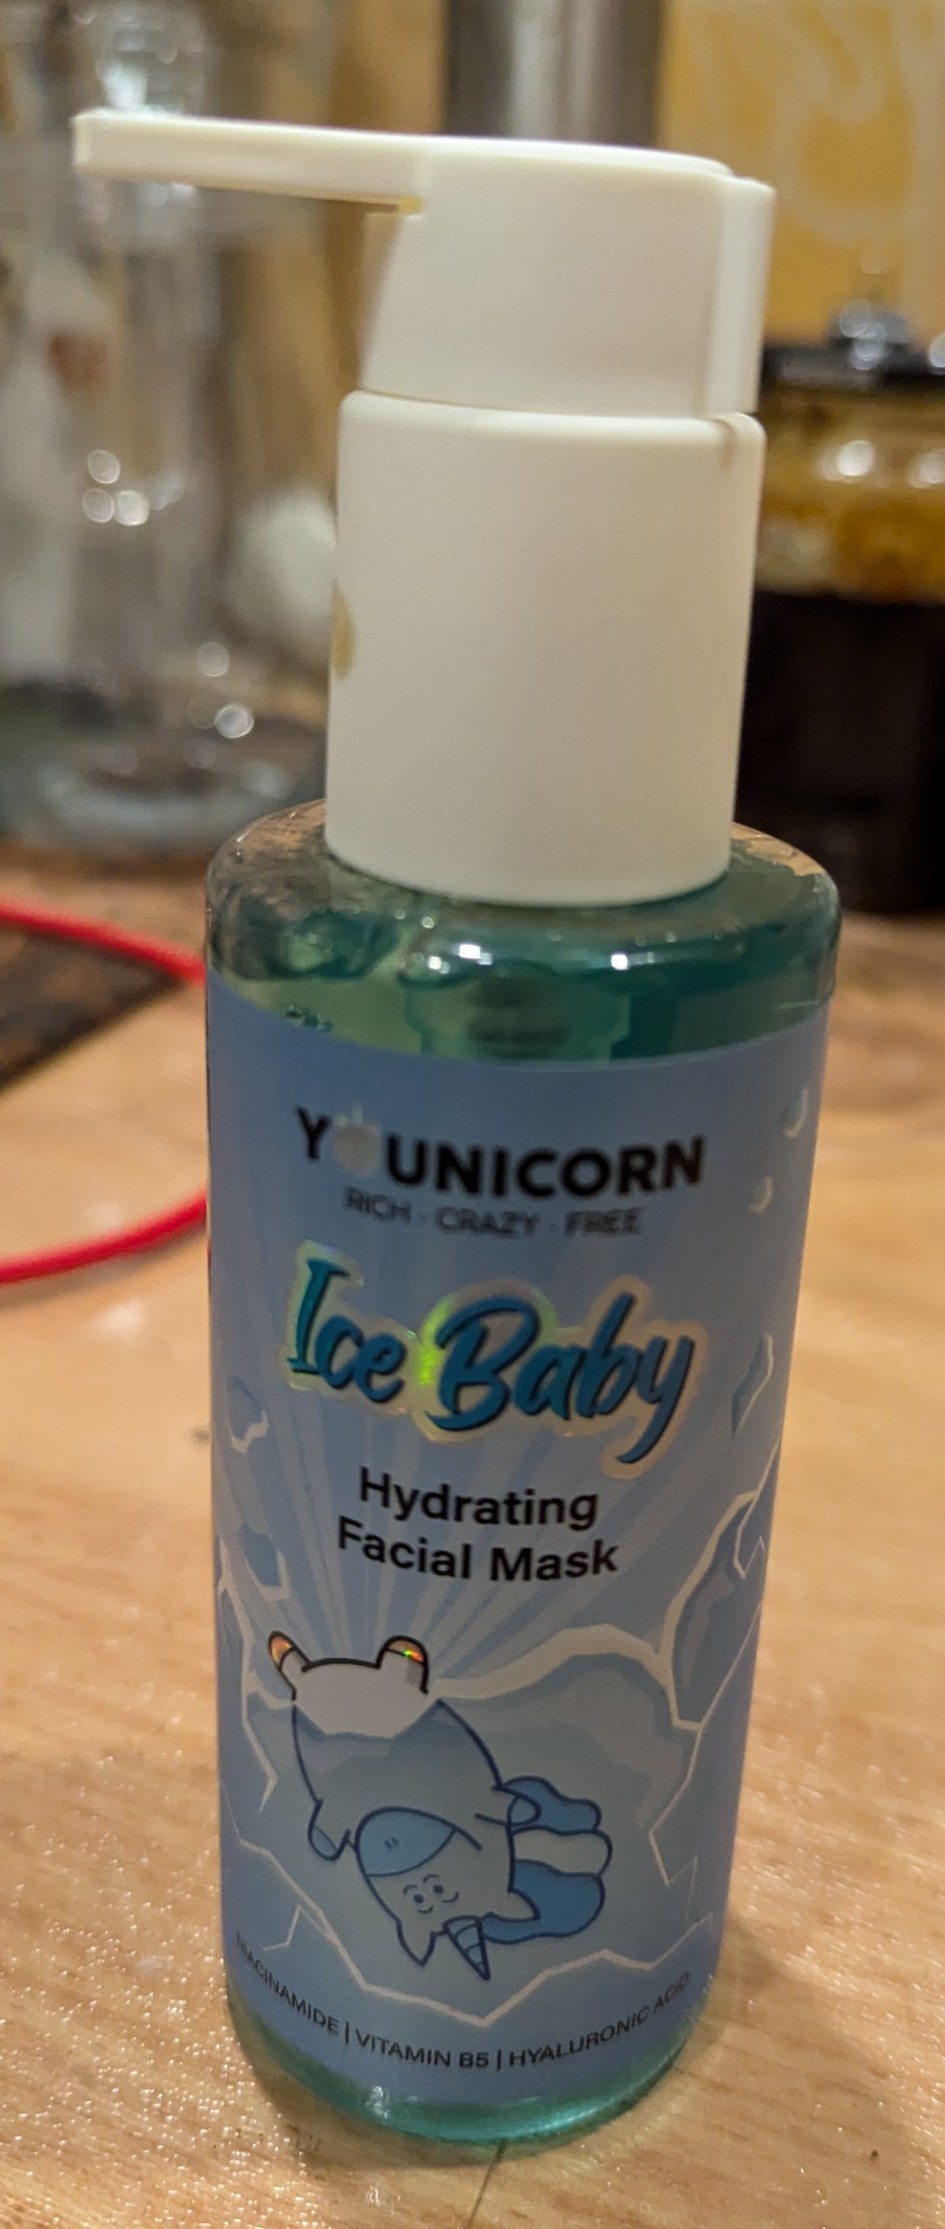 YOUNICORN
RICH · CRAZY · FREE
Ice Baby
Hydrating
Facial Mask
NIACINAMIDE | VITAMIN B5 | HYALURONIC ACID